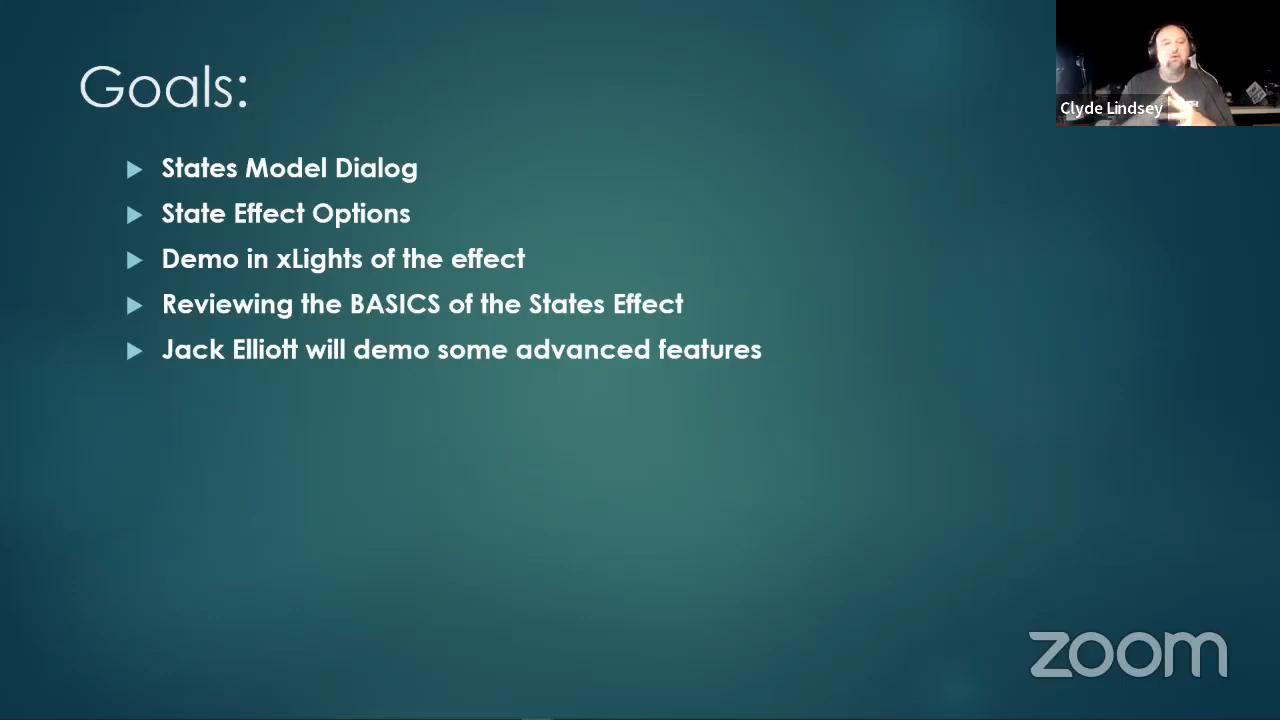 Goals:
Clyde Lindsey
States Model Dialog
State Effect Options
Demo in xLights of the effect
Reviewing the BASICS of the States Effect
Jack Elliott will demo some advanced features
zoom